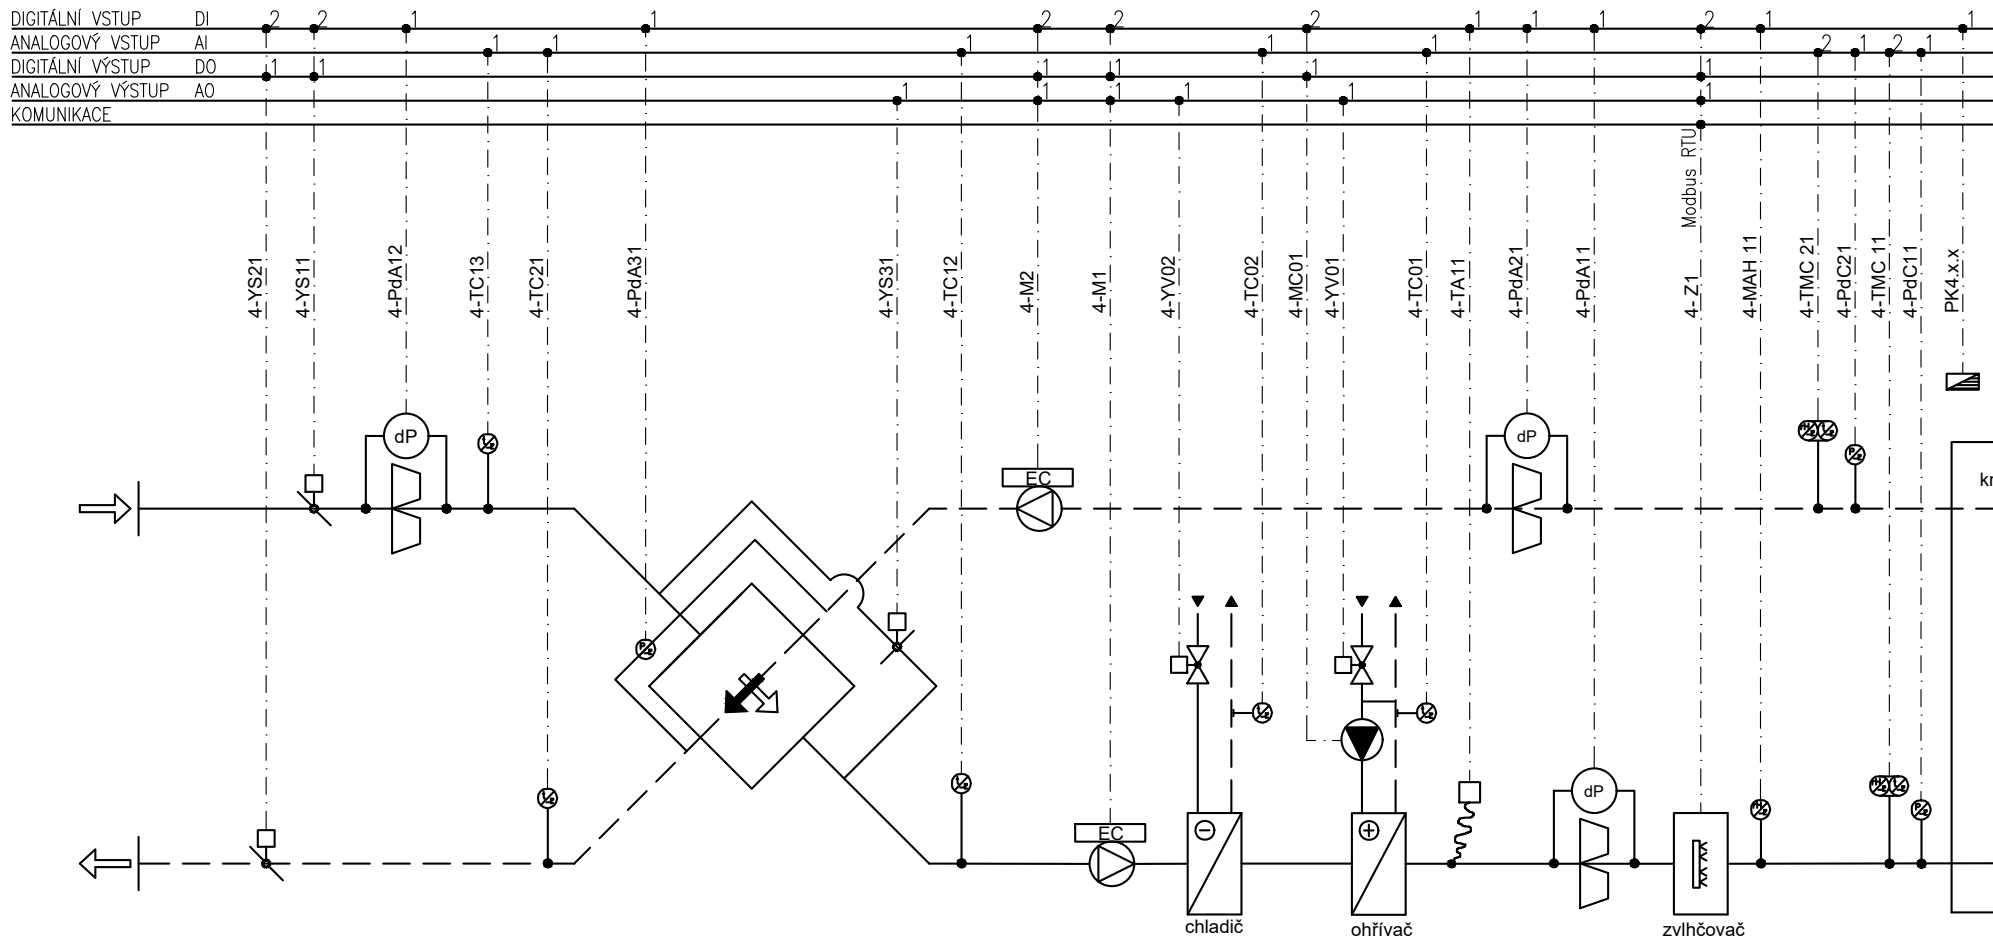 DIGITÁLNÍ VSTUP DI 2 2 1 1 2 2 2 1 1 1 2 1 1
ANALOGOVÝ VSTUP AI 1 1 1 1 1 2 1 2 1
DIGITÁLNÍ VÝSTUP DO 1 1 1 1 1 1
ANALOGOVÝ VÝSTUP AO 1 1 1 1 1 1
KOMUNIKACE
Modbus RTU
4-YS21
4-YS11
4-PdA12
4-TC13
4-TC21
4-PdA31
4-YS31
4-TC12
4-M2
4-M1
4-YV02
4-TC02
4-MC01
4-YV01
4-TC01
4-TA11
4-PdA21
4-PdA11
4-Z1
4-MAH 11
4-TMC 21
4-PdC21
4-TMC 11
4-PdC11
PK4.x.x
dP
dP
EC
dP
EC
chladič
ohřívač
zvlhčovač